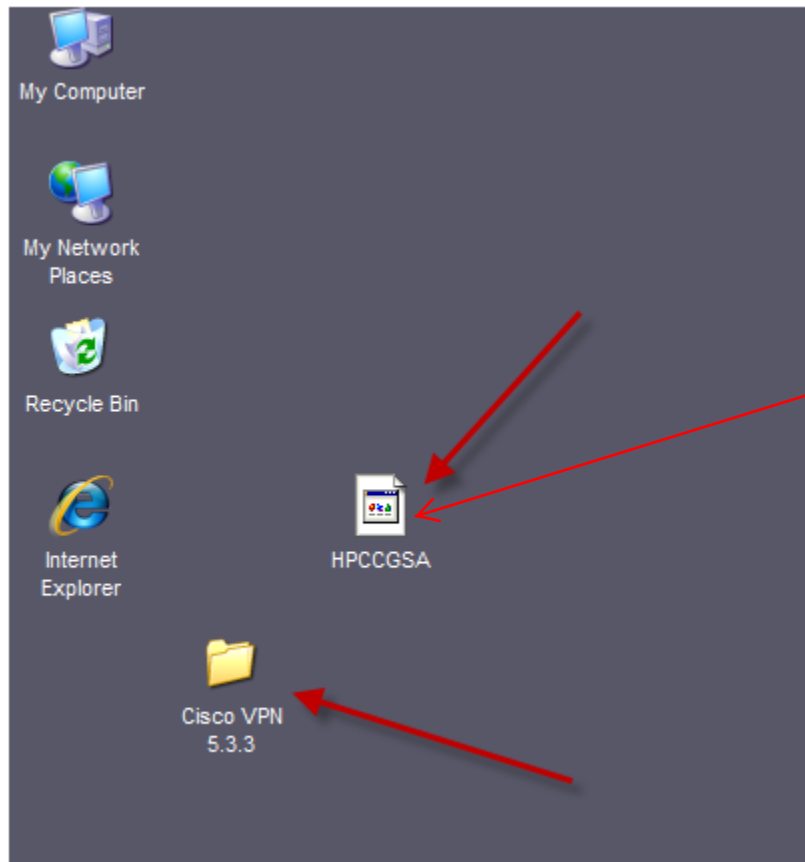 My Computer
My Network
Places
Recycle Bin
Internet
Explorer
HPCCGSA
Cisco VPN
5.3.3